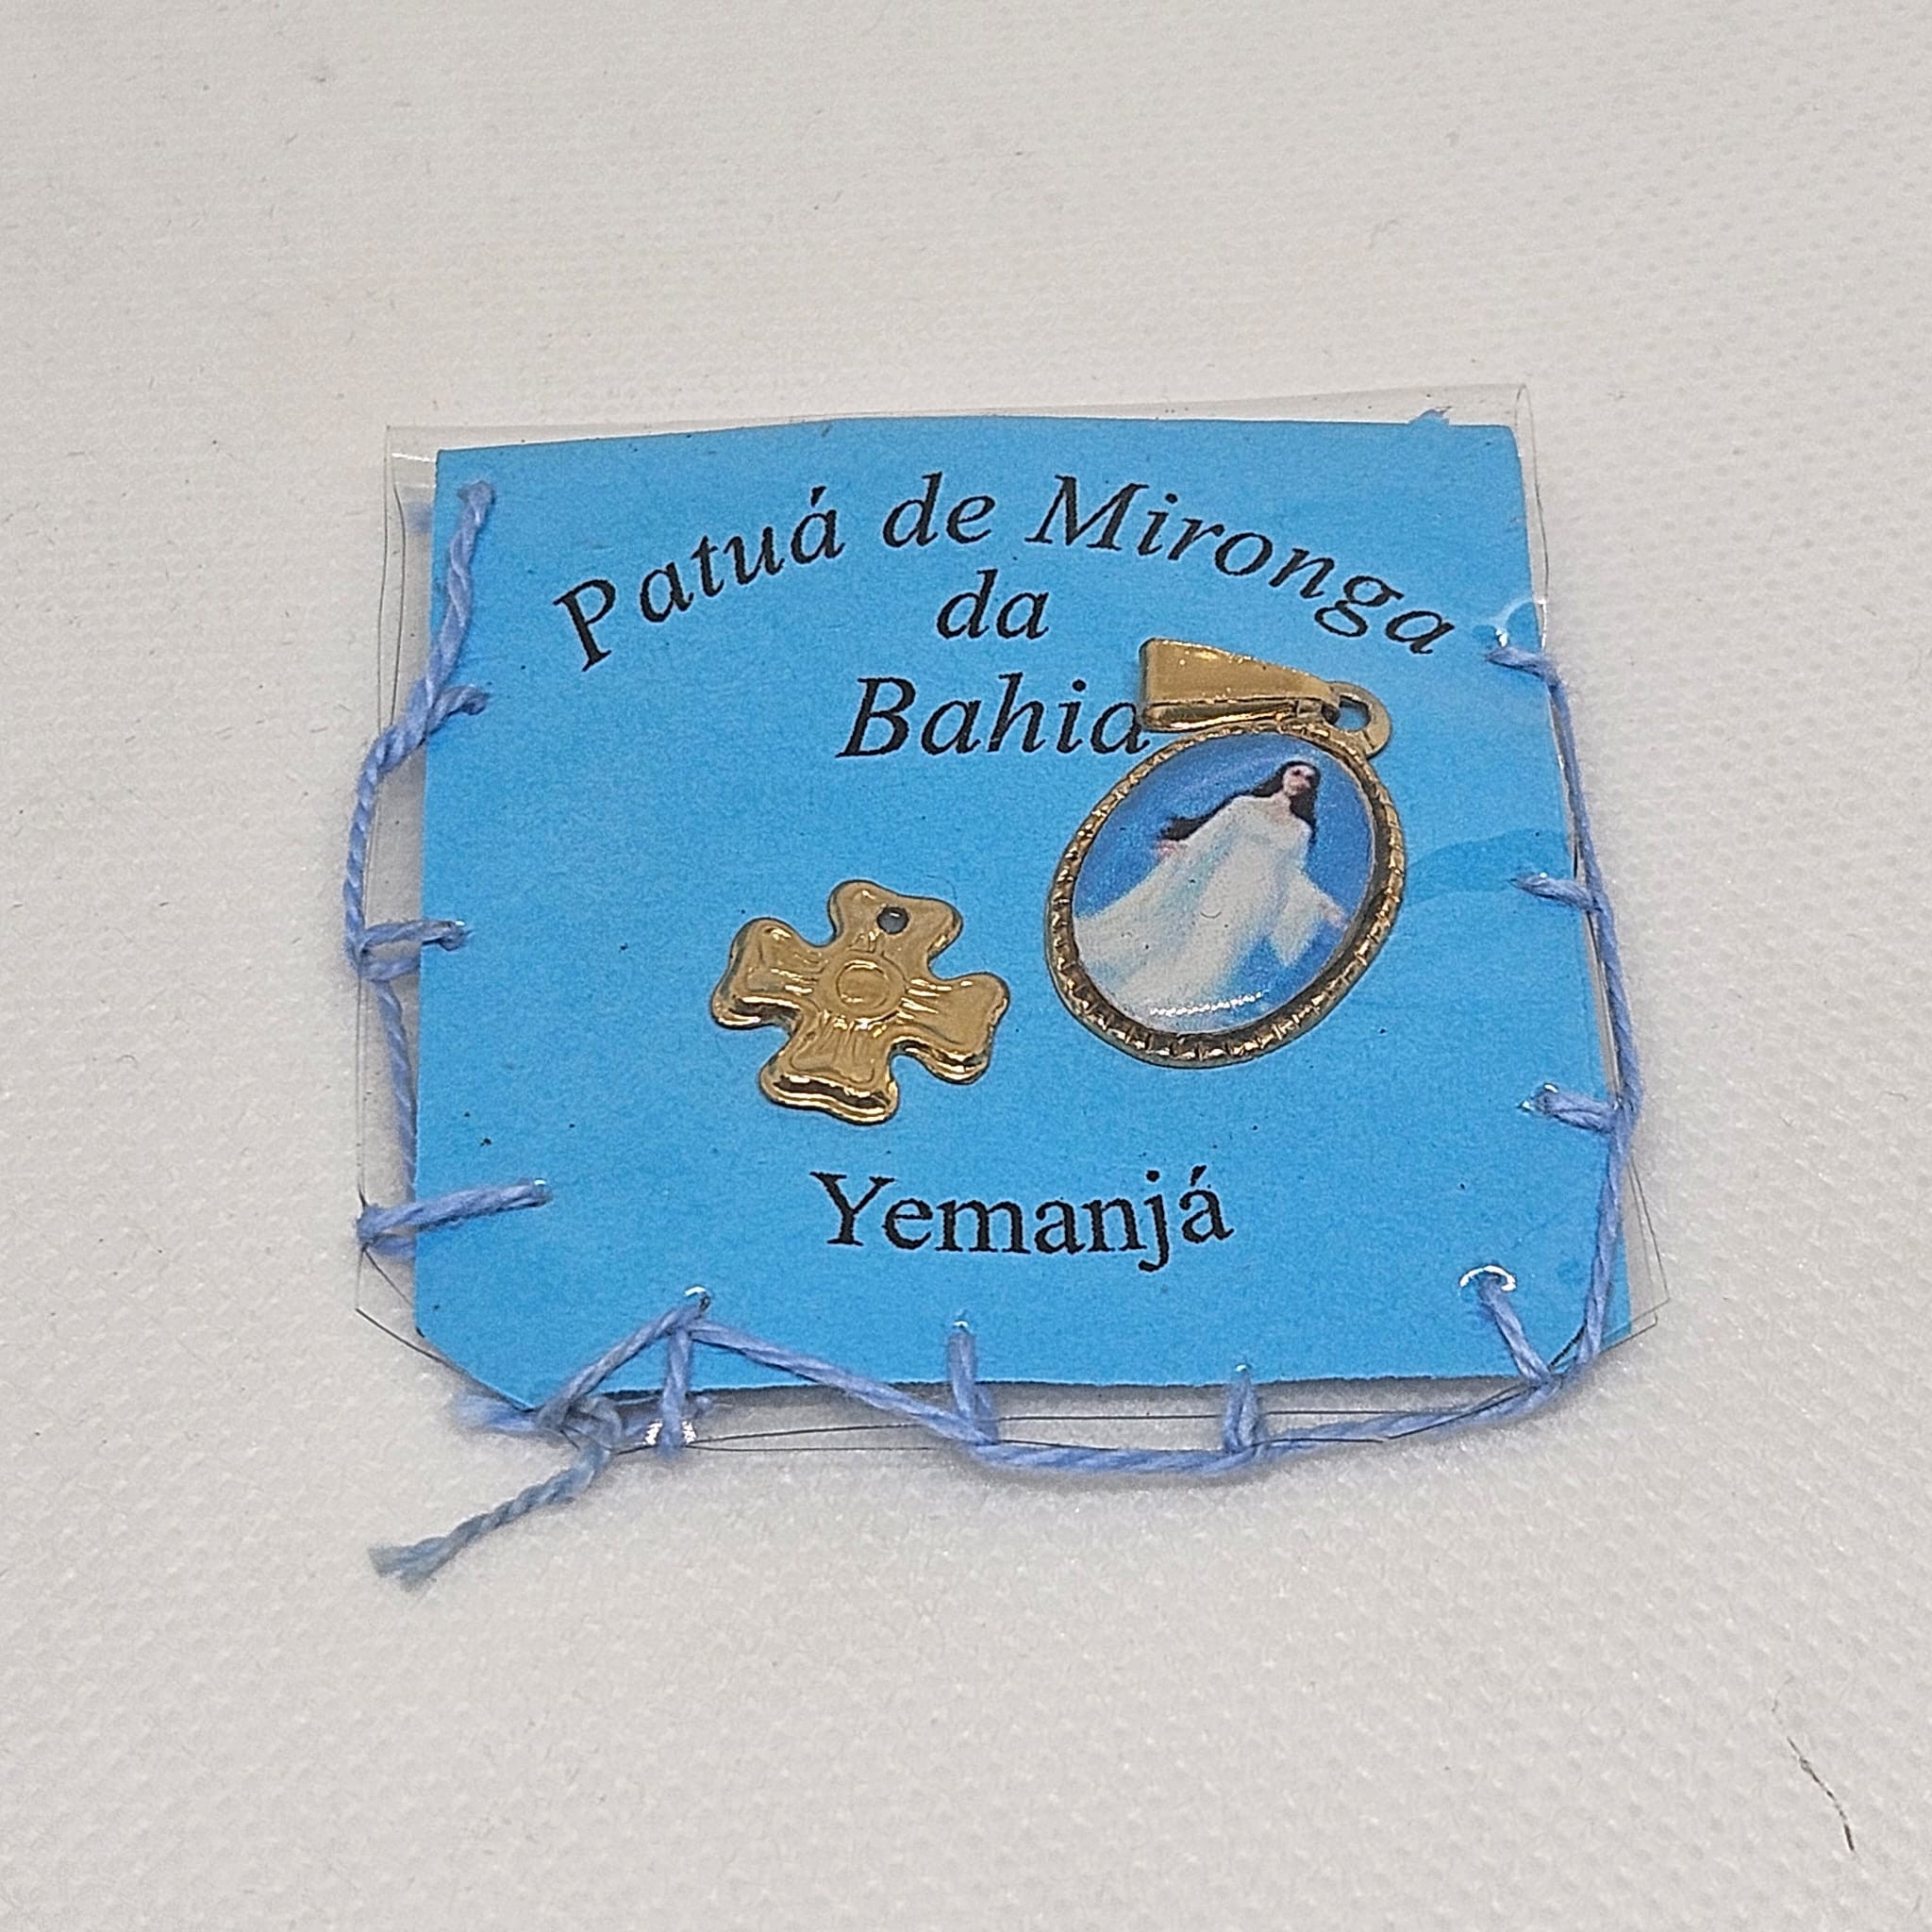 Patuá de Mironga
da
Bahia
Yemanjá